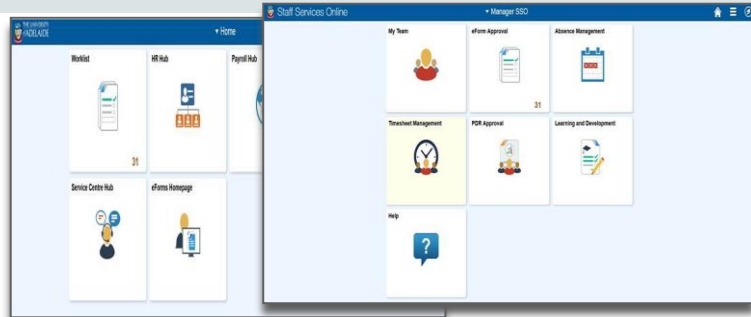 THE UNIVERSITY
of ADELAIDE
Home
Worklist
HR Hub
Payroll Hub
31
Service Centre Hub
eForms Homepage
Staff Services Online
Manager SSO
My Team
eForm Approval
Absence Management
31
Timesheet Management
PDR Approval
Learning and Development
Help
?